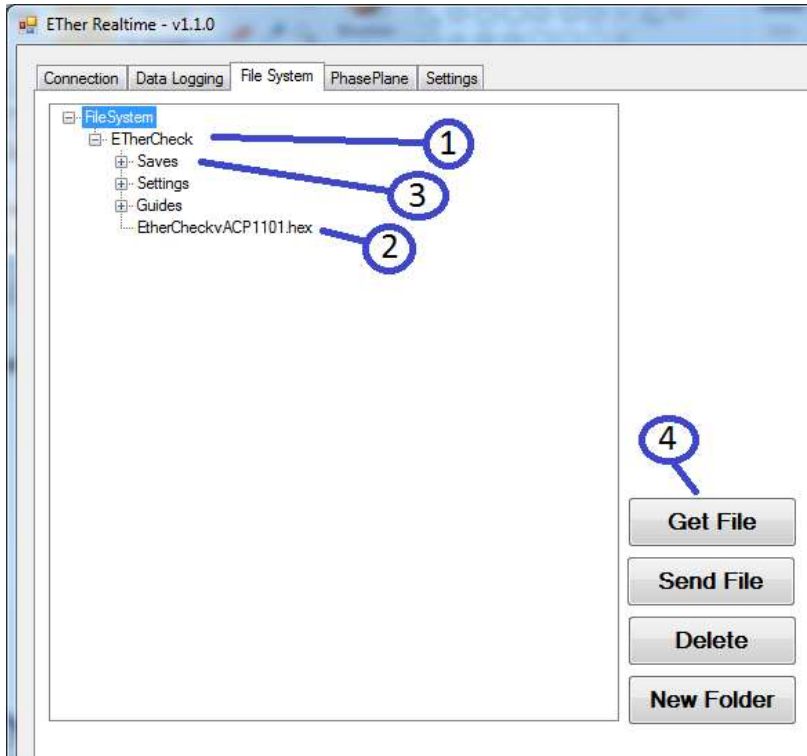 ETher Realtime - v1.1.0
Connection Data Logging File System PhasePlane Settings
FileSystem
ETherCheck
1
Saves
3
Settings
Guides
EtherCheckvACP1101.hex
2
4
Get File
Send File
Delete
New Folder